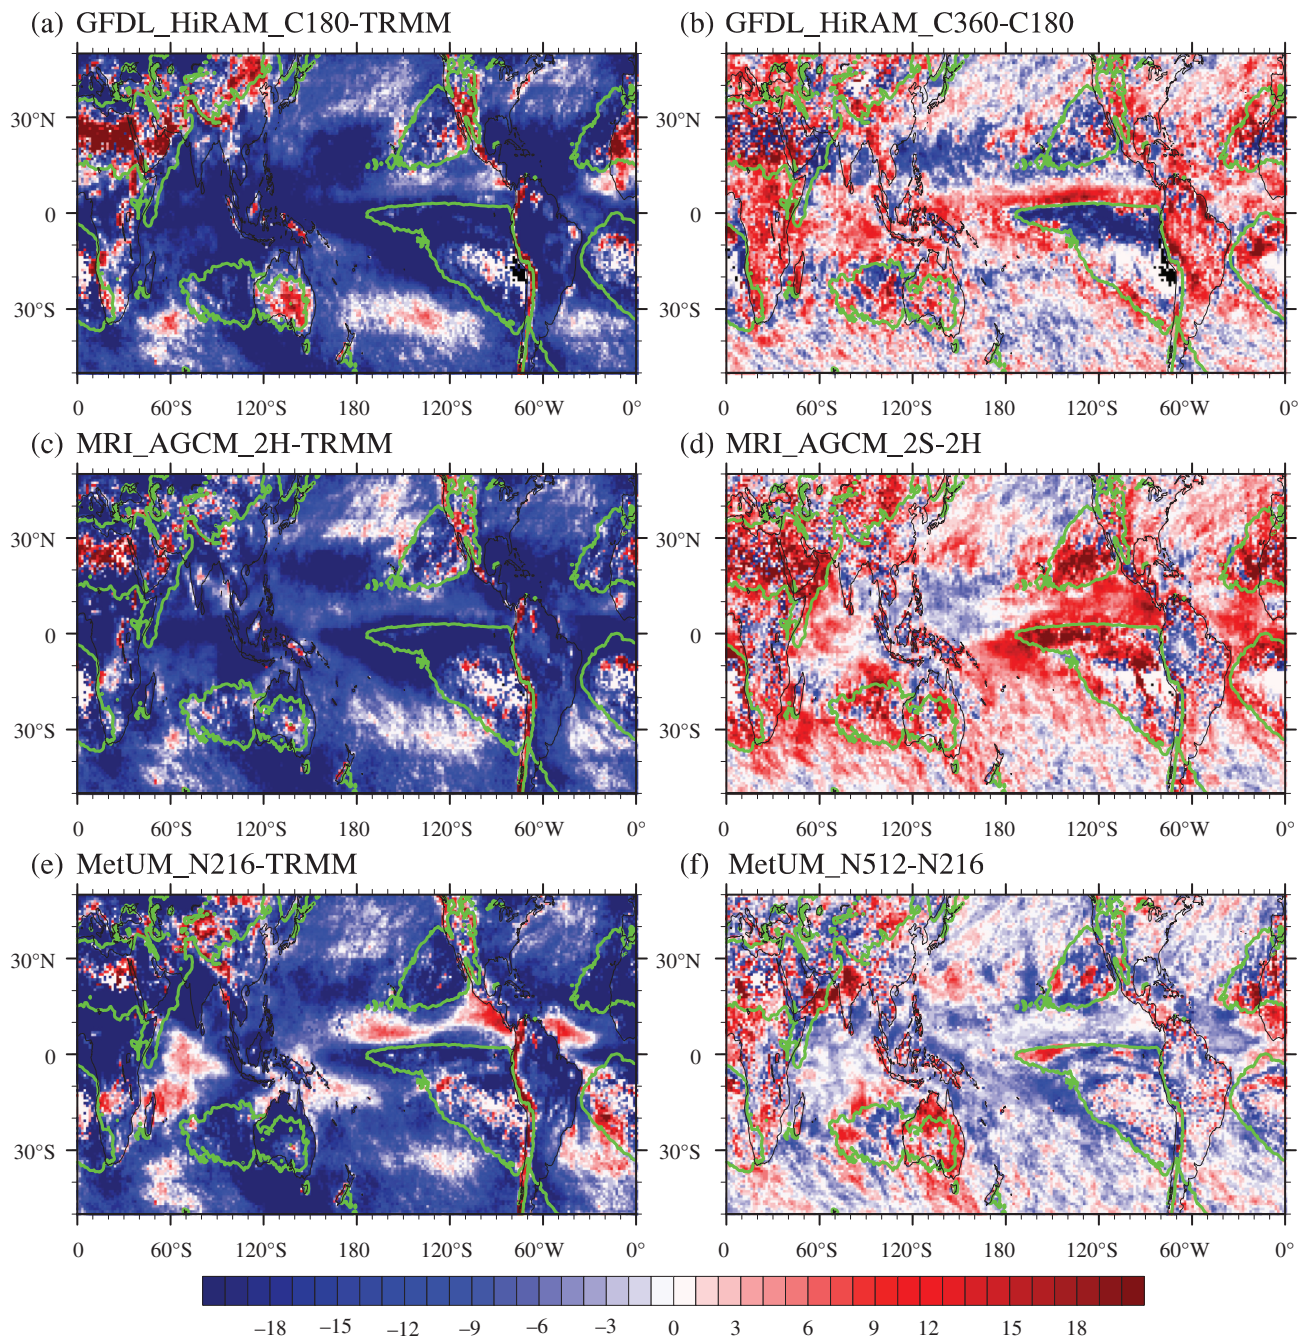 (a) GFDL_HiRAM_C180-TRMM
(b) GFDL_HiRAM_C360-C180
30°N
0
30°S
30°N
0
30°S
0 60°S 120°S 180 120°S 60°W 0°
0 60°S 120°S 180 120°S 60°W 0°
(c) MRI_AGCM_2H-TRMM
(d) MRI_AGCM_2S-2H
30°N
0
30°S
30°N
0
30°S
0 60°S 120°S 180 120°S 60°W 0°
0 60°S 120°S 180 120°S 60°W 0°
(e) MetUM_N216-TRMM
(f) MetUM_N512-N216
30°N
0
30°S
30°N
0
30°S
0 60°S 120°S 180 120°S 60°W 0°
0 60°S 120°S 180 120°S 60°W 0°
−18 −15 −12 −9 −6 −3 0 3 6 9 12 15 18